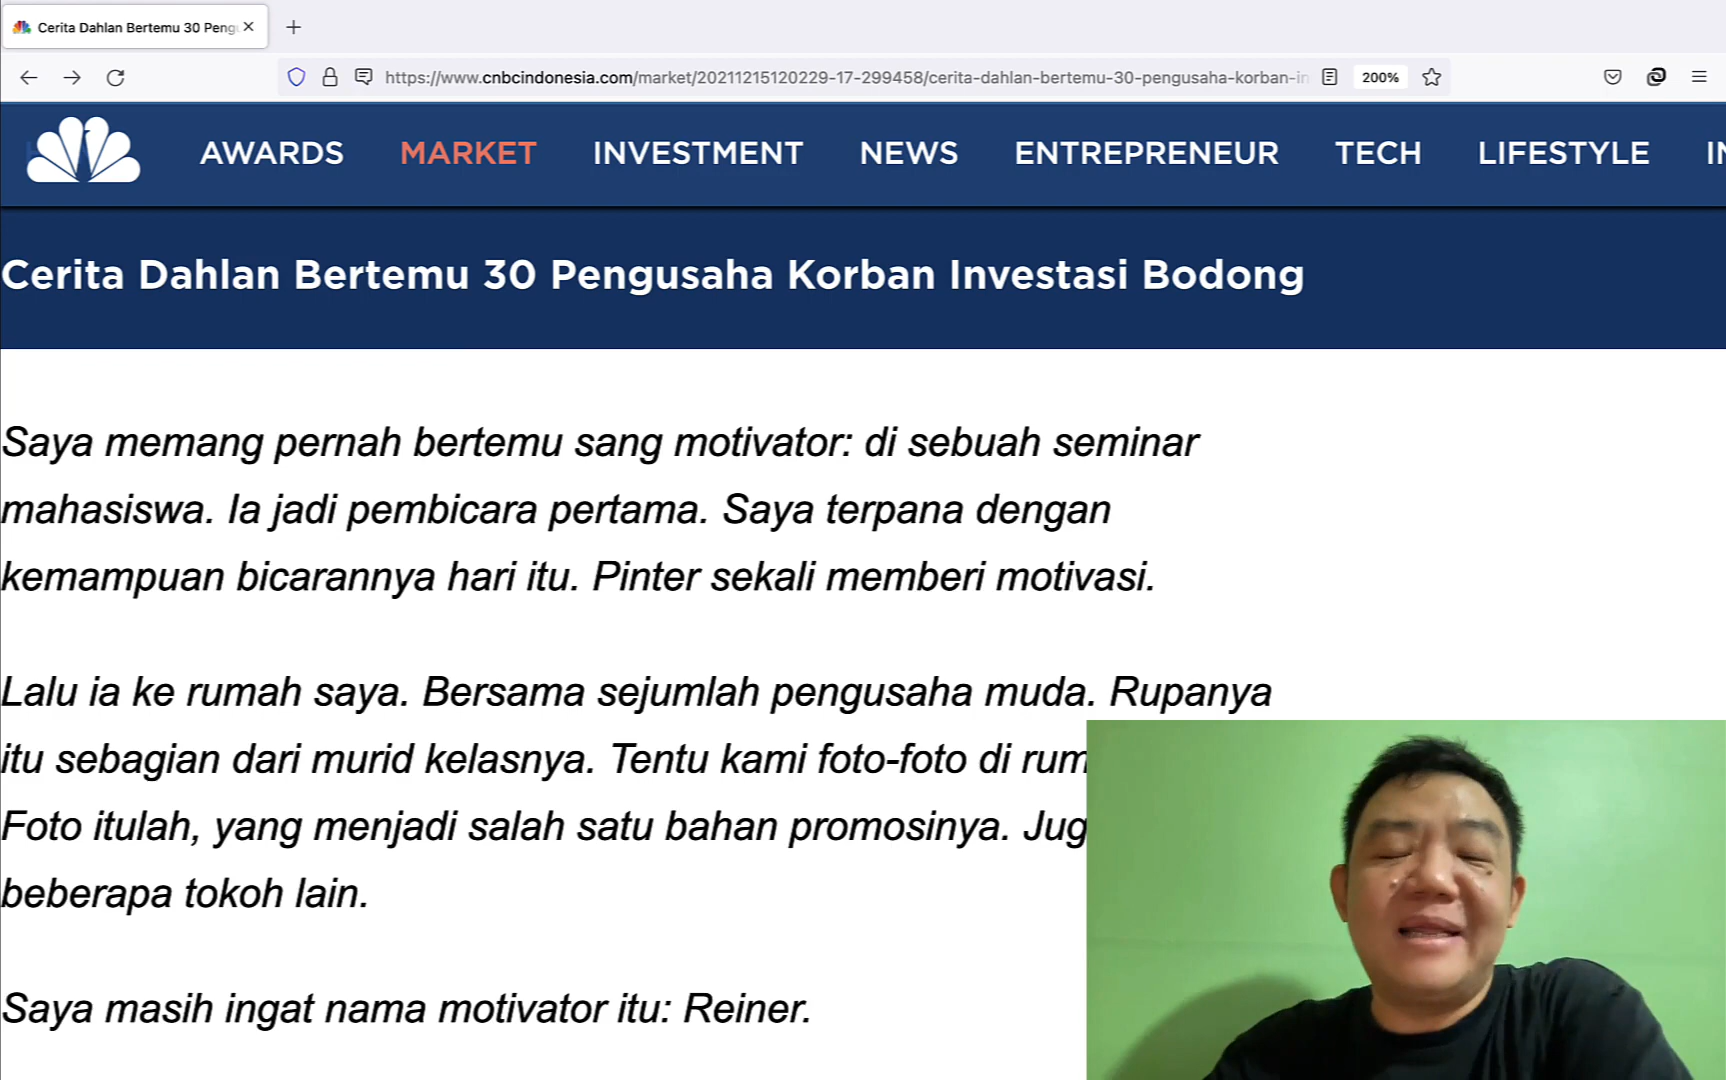 Cerita Dahlan Bertemu 30 Peng
https://www.cnbcindonesia.com/market/20211215120229-17-299458/cerita-dahlan-bertemu-30-pengusaha-korban-in
200%
AWARDS MARKET INVESTMENT NEWS ENTREPRENEUR TECH LIFESTYLE
Cerita Dahlan Bertemu 30 Pengusaha Korban Investasi Bodong
Saya memang pernah bertemu sang motivator: di sebuah seminar
mahasiswa. Ia jadi pembicara pertama. Saya terpana dengan
kemampuan bicarannya hari itu. Pinter sekali memberi motivasi.
Lalu ia ke rumah saya. Bersama sejumlah pengusaha muda. Rupanya
itu sebagian dari murid kelasnya. Tentu kami foto-foto di rum
Foto itulah, yang menjadi salah satu bahan promosinya. Jug
beberapa tokoh lain.
Saya masih ingat nama motivator itu: Reiner.